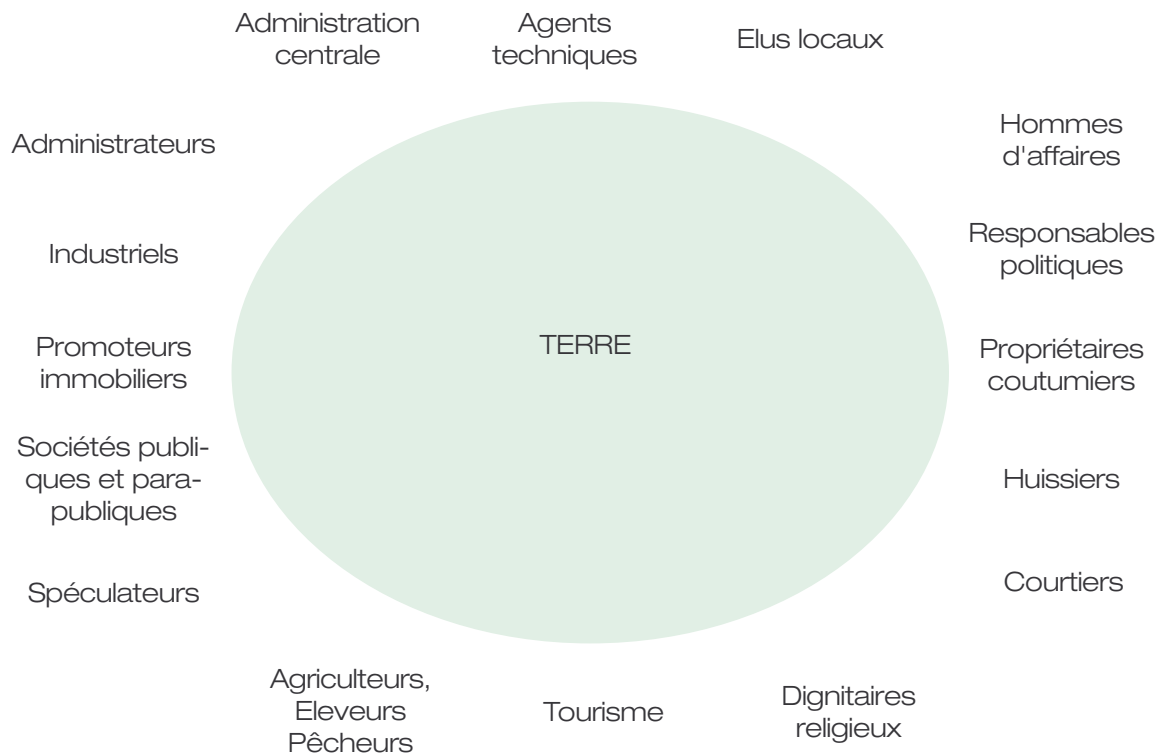 Administration
centrale
Agents
techniques
Elus locaux
Administrateurs
Hommes
d'affaires
Industriels
Responsables
politiques
TERRE
Promoteurs
immobiliers
Propriétaires
coutumiers
Sociétés publi-
ques et para-
publiques
Huissiers
Spéculateurs
Courtiers
Agriculteurs,
Eleveurs
Pêcheurs
Tourisme
Dignitaires
religieux